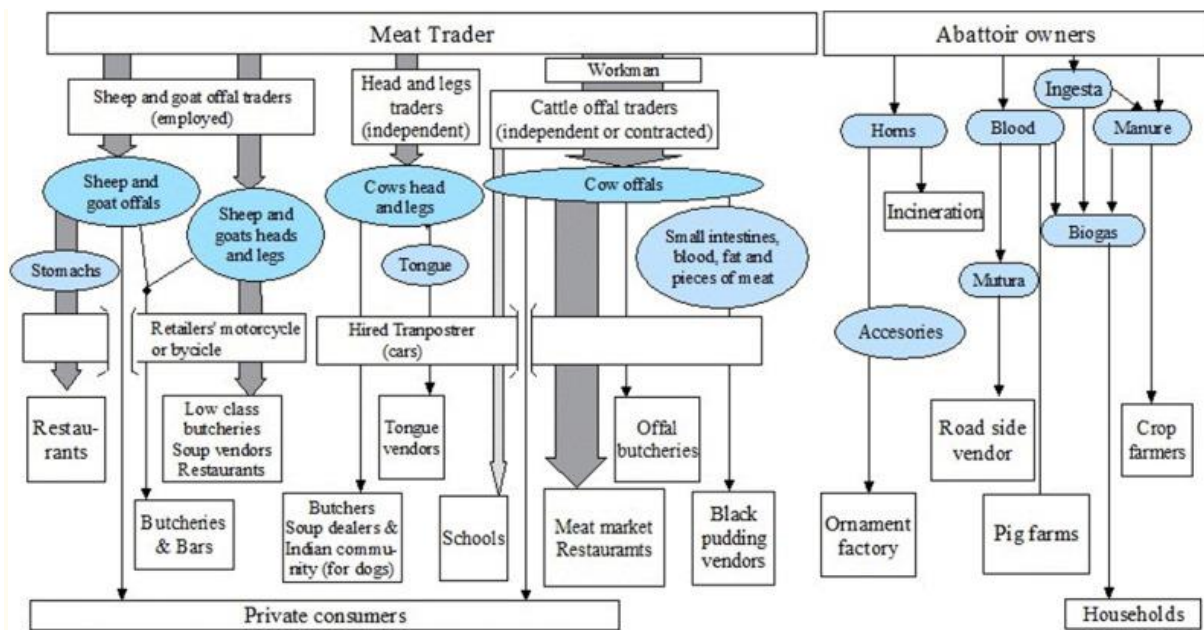 Meat Trader
Abattoir owners
Workman
Sheep and goat offal traders
(employed)
Head and legs
traders
(independent)
Cattle offal traders
(independent or contracted)
Ingesta
Horns
Blood
Manure
Sheep and
goat offals
Sheep and
goats heads
and legs
Cows head
and legs
Cow offals
Incineration
Biogas
Stomachs
Tongue
Small intestines,
blood, fat and
pieces of meat
Mutura
Retailers' motorcycle
or bycicle
Hired Tranpostrer
(cars)
Accesories
Restau-
rants
Low class
butcheries
Soup vendors
Restaurants
Tongue
vendors
Offal
butcheries
Road side
vendor
Crop
farmers
Butcheries
& Bars
Butchers
Soup dealers &
Indian commu-
nity (for dogs)
Schools
Meat market
Restauramts
Black
pudding
vendors
Ornament
factory
Pig farms
Private consumers
Households